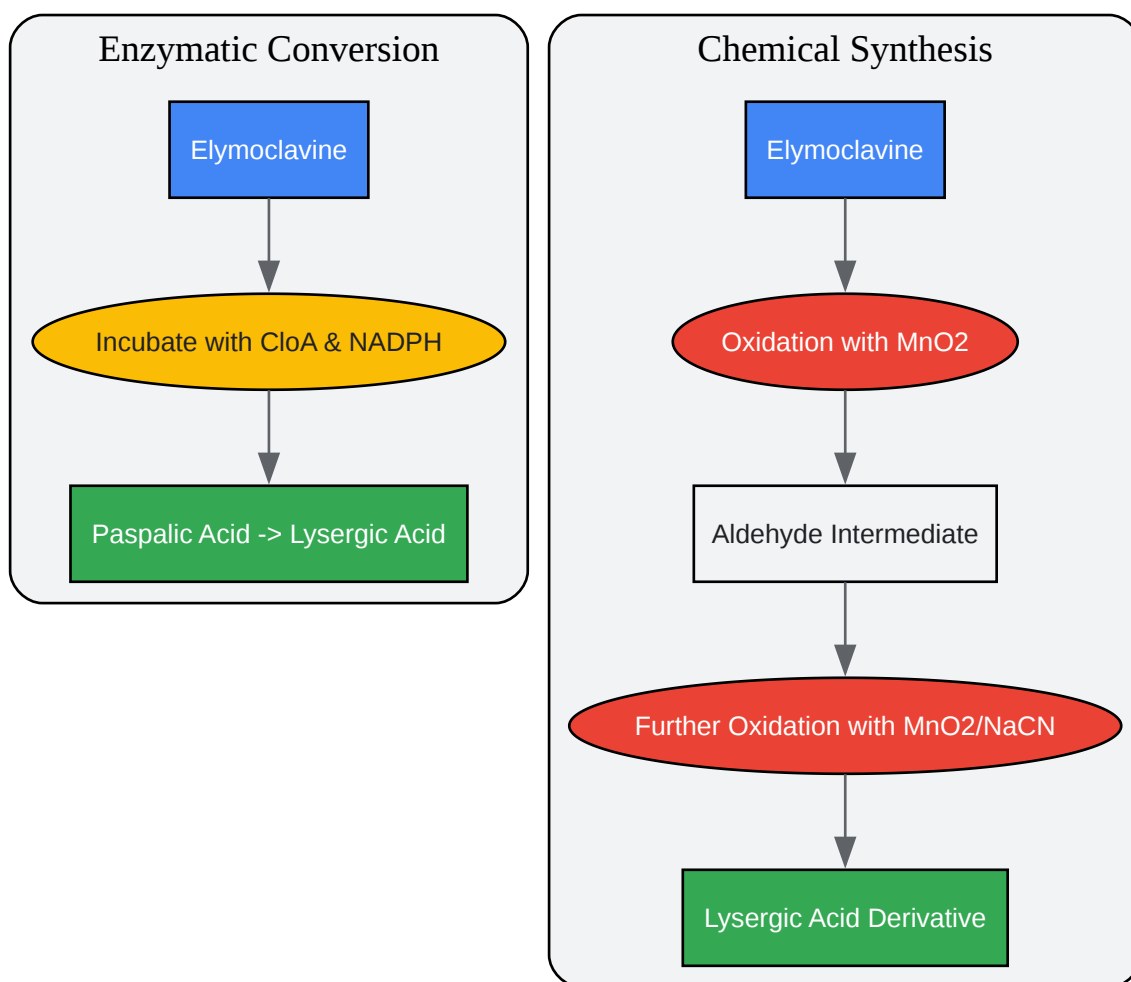 Enzymatic Conversion
Elymoclavine
Incubate with CloA & NADPH
Paspalic Acid -> Lysergic Acid
Chemical Synthesis
Elymoclavine
Oxidation with MnO2
Aldehyde Intermediate
Further Oxidation with MnO2/NaCN
Lysergic Acid Derivative